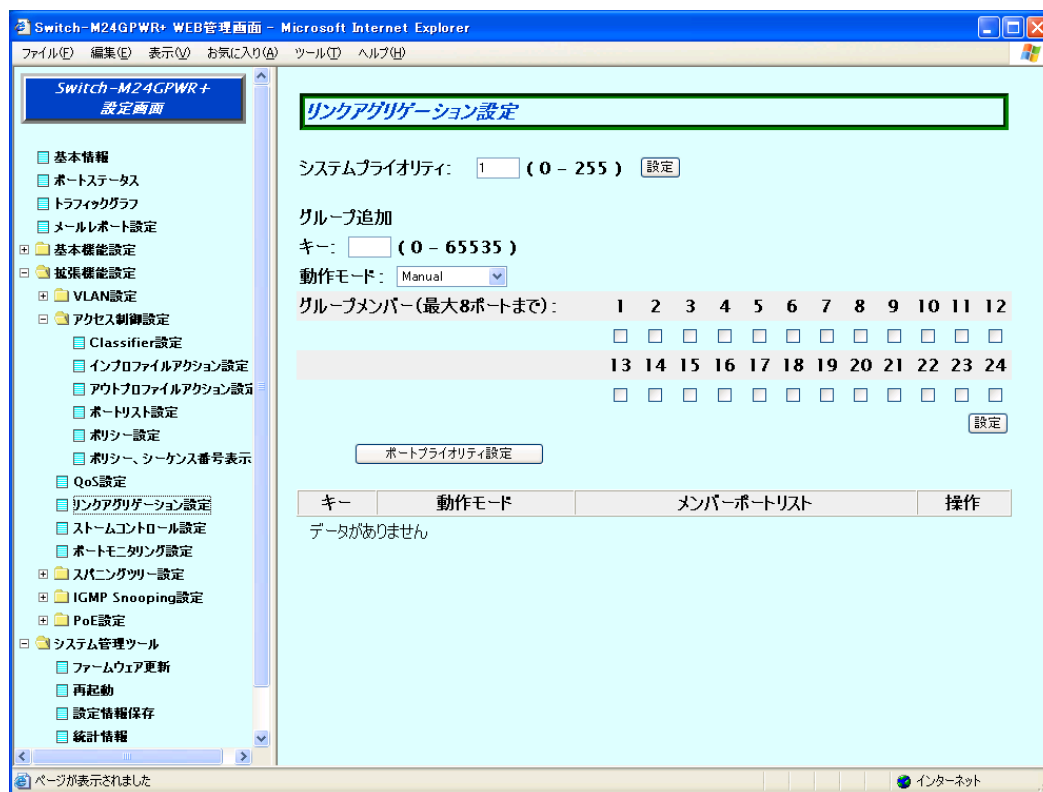 Switch-M24GPWR+ WEB管理画面 - Microsoft Internet Explorer
ファイル(F) 編集(E) 表示(V) お気に入り(A) ツール(T) ヘルプ(H)
Switch-M24GPWR+
設定画面
基本情報
ポートステータス
トラフィックグラフ
メールレポート設定
基本機能設定
拡張機能設定
VLAN設定
アクセス制御設定
Classifier設定
インプロファイルアクション設定
アウトプロファイルアクション設定
ポートリスト設定
ポリシー設定
ポリシー、シーケンス番号表示
QoS設定
リンクアグリゲーション設定
ストームコントロール設定
ポートモニタリング設定
スパニングツリー設定
IGMP Snooping設定
PoE設定
システム管理ツール
ファームウェア更新
再起動
設定情報保存
統計情報
リンクアグリゲーション設定
システムプライオリティ: 1 ( 0 - 255 ) 設定
グループ追加
キー: ( 0 - 65535 )
動作モード: Manual
グループメンバー(最大8ポートまで): 1 2 3 4 5 6 7 8 9 10 11 12
13 14 15 16 17 18 19 20 21 22 23 24
設定
ポートプライオリティ設定
キー 動作モード メンバーポートリスト 操作
データがありません
ページが表示されました インターネット